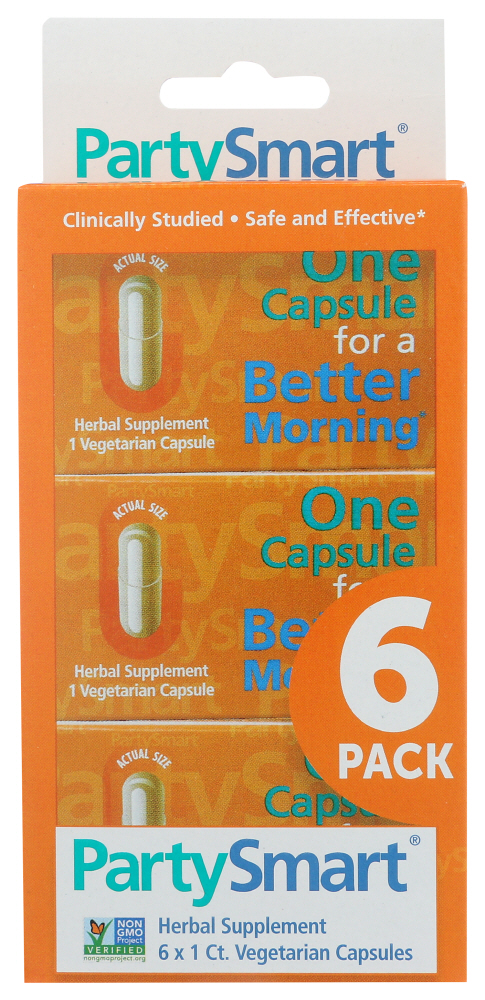 PartySmart®
Clinically Studied • Safe and Effective*
ACTUAL SIZE
One
Capsule
for a
Better
Morning*
Herbal Supplement
1 Vegetarian Capsule
PartySmart
ACTUAL SIZE
One
Capsule
Herbal Supplement
1 Vegetarian Capsule
6
PACK
PartySmart
ACTUAL SIZE
PartySmart®
NON
GMO
Project
VERIFIED
nongmoproject.org
Herbal Supplement
6 x 1 Ct. Vegetarian Capsules